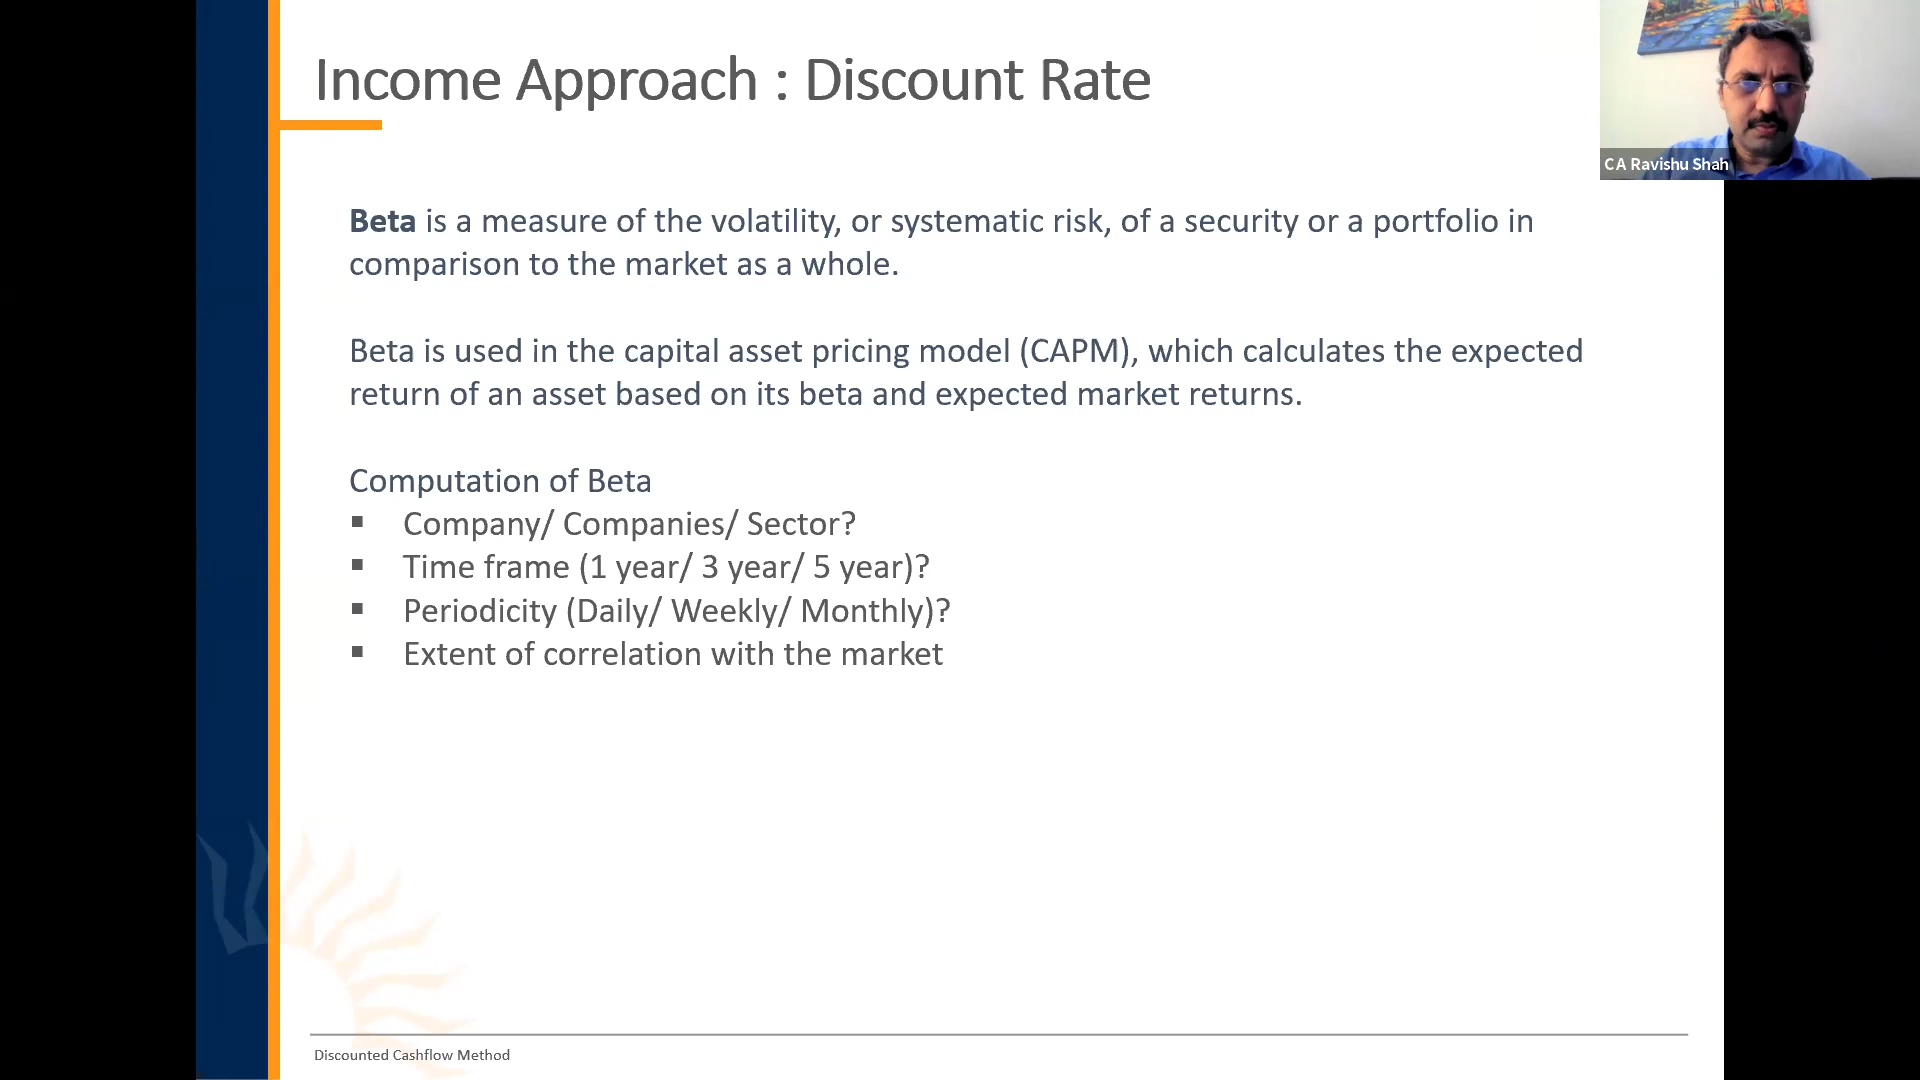 Income Approach : Discount Rate
CA Ravishu Shah
Beta is a measure of the volatility, or systematic risk, of a security or a portfolio in
comparison to the market as a whole.
Beta is used in the capital asset pricing model (CAPM), which calculates the expected
return of an asset based on its beta and expected market returns.
Computation of Beta
▪ Company/ Companies/ Sector?
▪ Time frame (1 year/ 3 year/ 5 year)?
▪ Periodicity (Daily/ Weekly/ Monthly)?
▪ Extent of correlation with the market
Discounted Cashflow Method